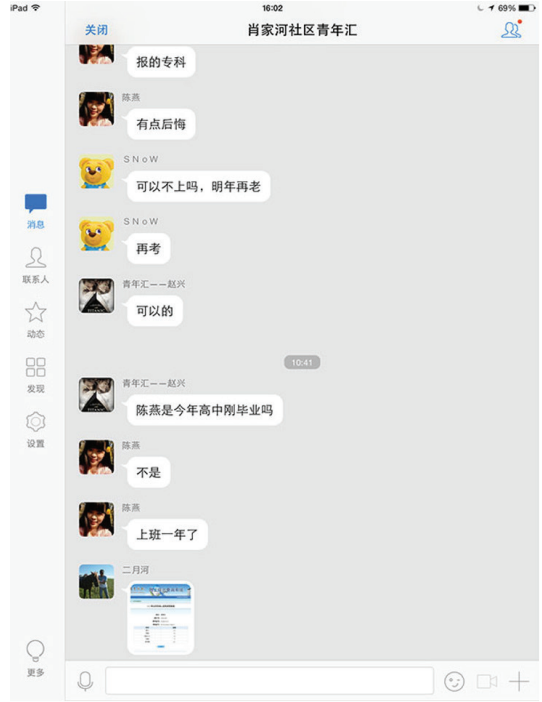 iPad
16:02
69%
关闭
肖家河社区青年汇
报的专科
陈燕
有点后悔
SNoW
可以不上吗，明年再老
SNoW
再考
青年汇——赵兴
可以的
10:41
青年汇——赵兴
陈燕是今年高中刚毕业吗
陈燕
不是
陈燕
上班一年了
二月河
消息
联系人
动态
发现
设置
更多